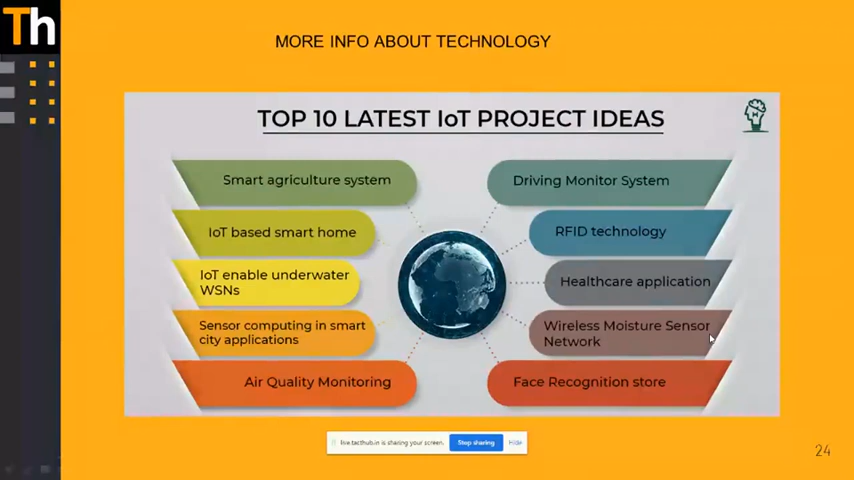 Th
MORE INFO ABOUT TECHNOLOGY
TOP 10 LATEST IoT PROJECT IDEAS
Smart agriculture system
IoT based smart home
IoT enable underwater
WSNs
Sensor computing in smart
city applications
Air Quality Monitoring
Driving Monitor System
RFID technology
Healthcare application
Wireless Moisture Sensor
Network
Face Recognition store
live.techhub.in is sharing your screen. Stop sharing Hide
24